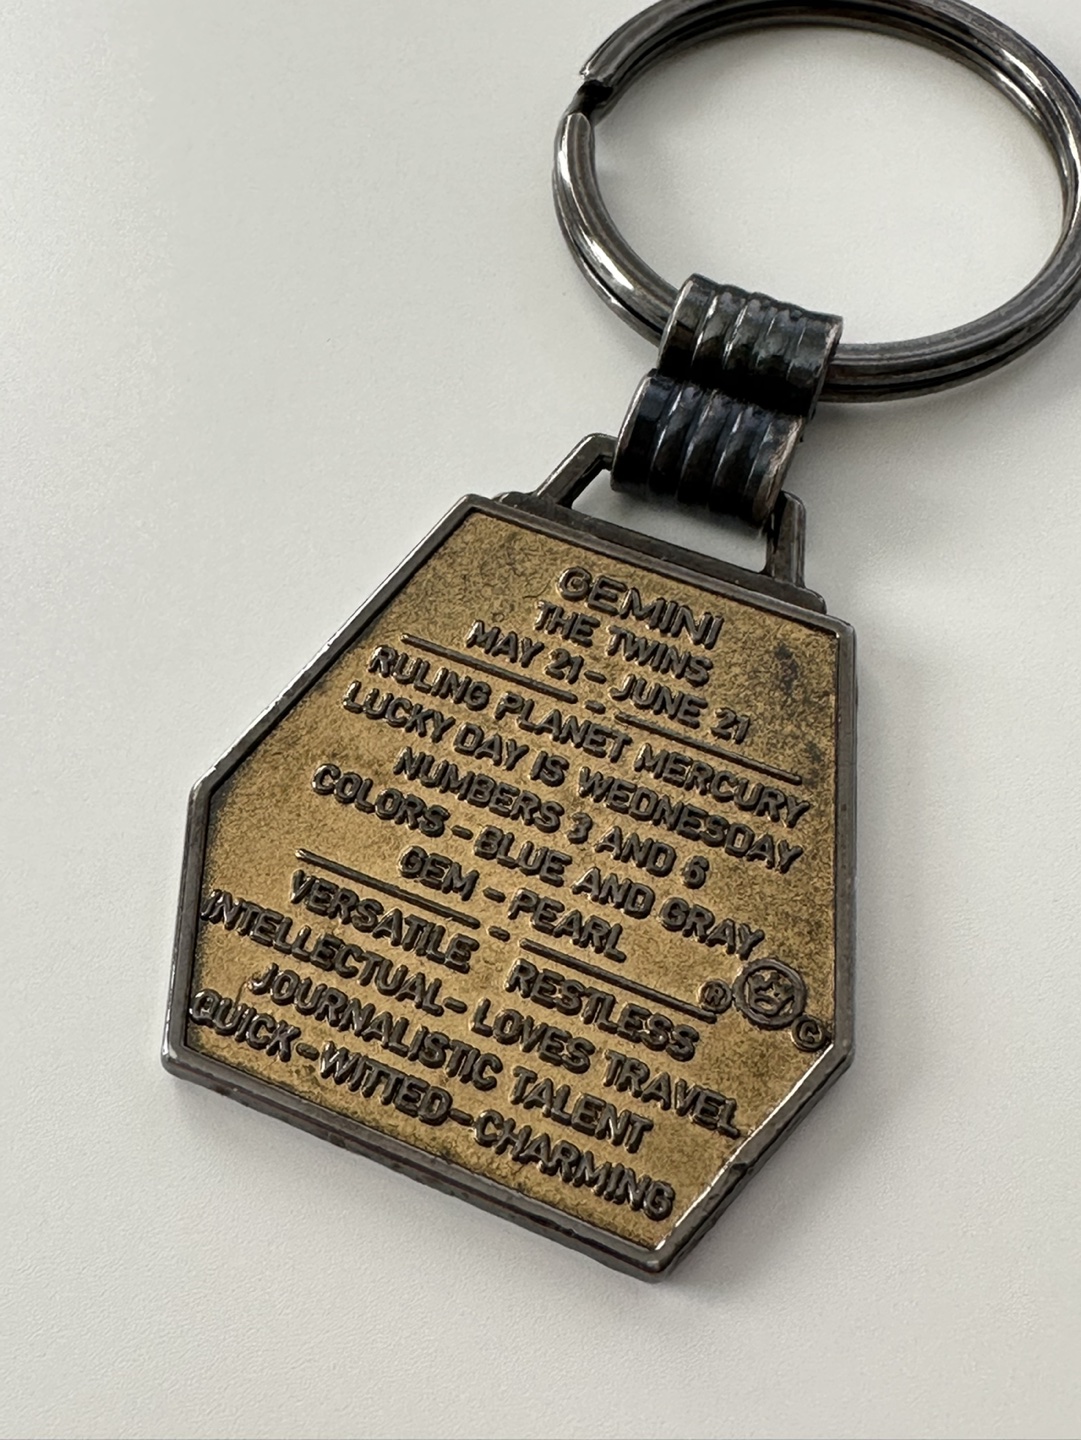 GEMINI
THE TWINS
MAY 21 - JUNE 21
RULING PLANET MERCURY
LUCKY DAY IS WEDNESDAY
NUMBERS 3 AND 6
COLORS - BLUE AND GRAY
GEM - PEARL
VERSATILE - RESTLESS
INTELLECTUAL - LOVES TRAVEL
JOURNALISTIC TALENT
QUICK-WITTED-CHARMING
® G